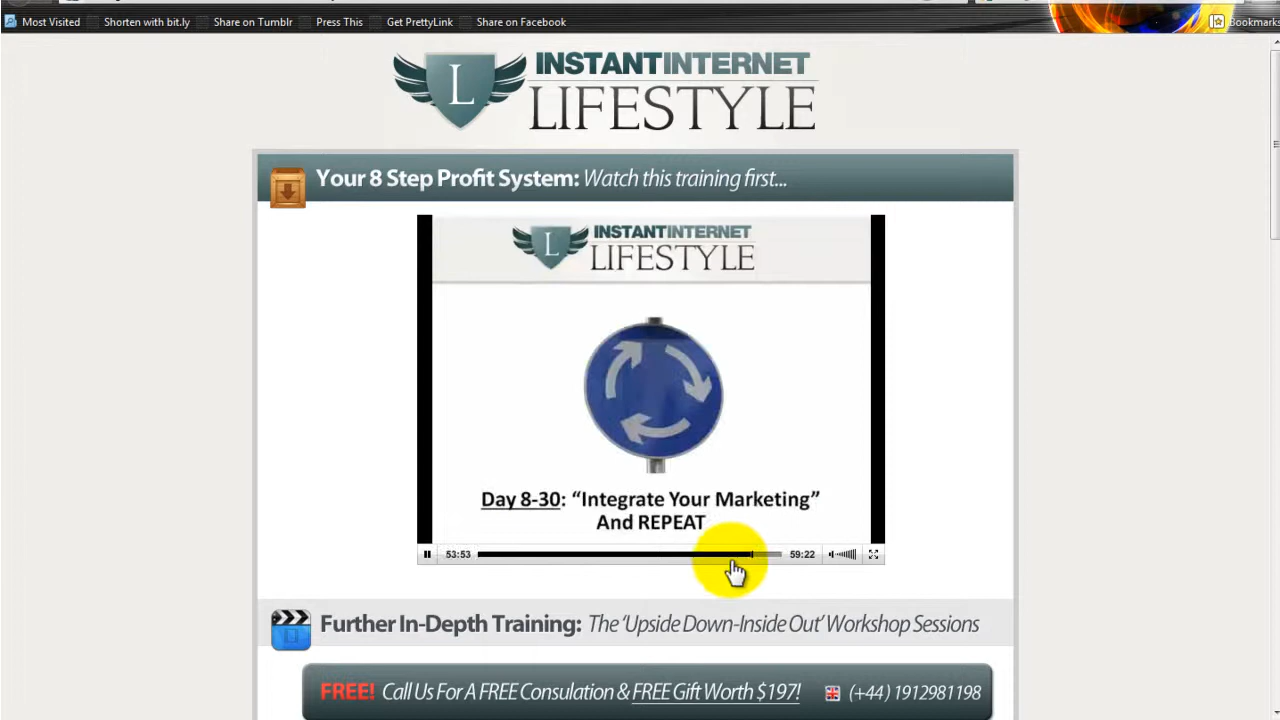 Most Visited Shorten with bit.ly Share on Tumblr Press This Get PrettyLink Share on Facebook Bookmarks
L INSTANTINTERNET
LIFESTYLE
Your 8 Step Profit System: Watch this training first...
L INSTANTINTERNET
LIFESTYLE
Day 8-30: “Integrate Your Marketing”
And REPEAT
53:53 59:22
Further In-Depth Training: The ‘Upside Down-Inside Out’ Workshop Sessions
FREE! Call Us For A FREE Consulation & FREE Gift Worth $197! (+44) 1912981198